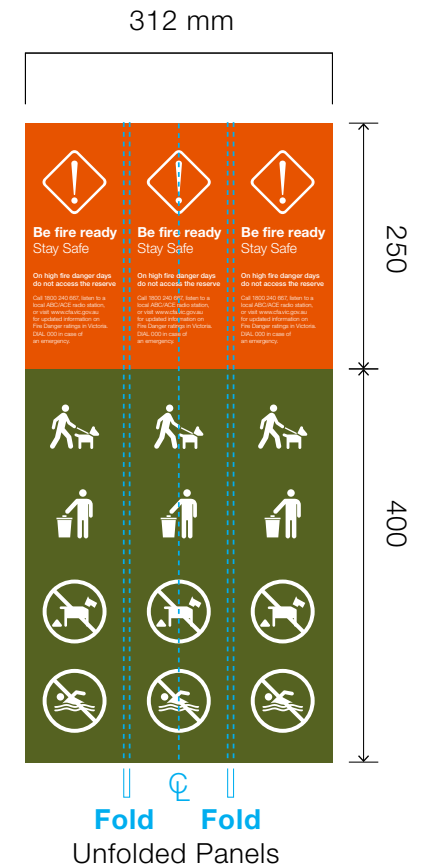 312 mm
Be fire ready
Stay Safe
On high fire danger days
do not access the reserve
Call 1800 240 667, listen to a
local ABC/ACE radio station,
or visit www.cfa.vic.gov.au
for updated information on
Fire Danger ratings in Victoria.
DIAL 000 in case of
an emergency.
Be fire ready
Stay Safe
On high fire danger days
do not access the reserve
Call 1800 240 667, listen to a
local ABC/ACE radio station,
or visit www.cfa.vic.gov.au
for updated information on
Fire Danger ratings in Victoria.
DIAL 000 in case of
an emergency.
Be fire ready
Stay Safe
On high fire danger days
do not access the reserve
Call 1800 240 667, listen to a
local ABC/ACE radio station,
or visit www.cfa.vic.gov.au
for updated information on
Fire Danger ratings in Victoria.
DIAL 000 in case of
an emergency.
250
400
℄
Fold Fold
Unfolded Panels